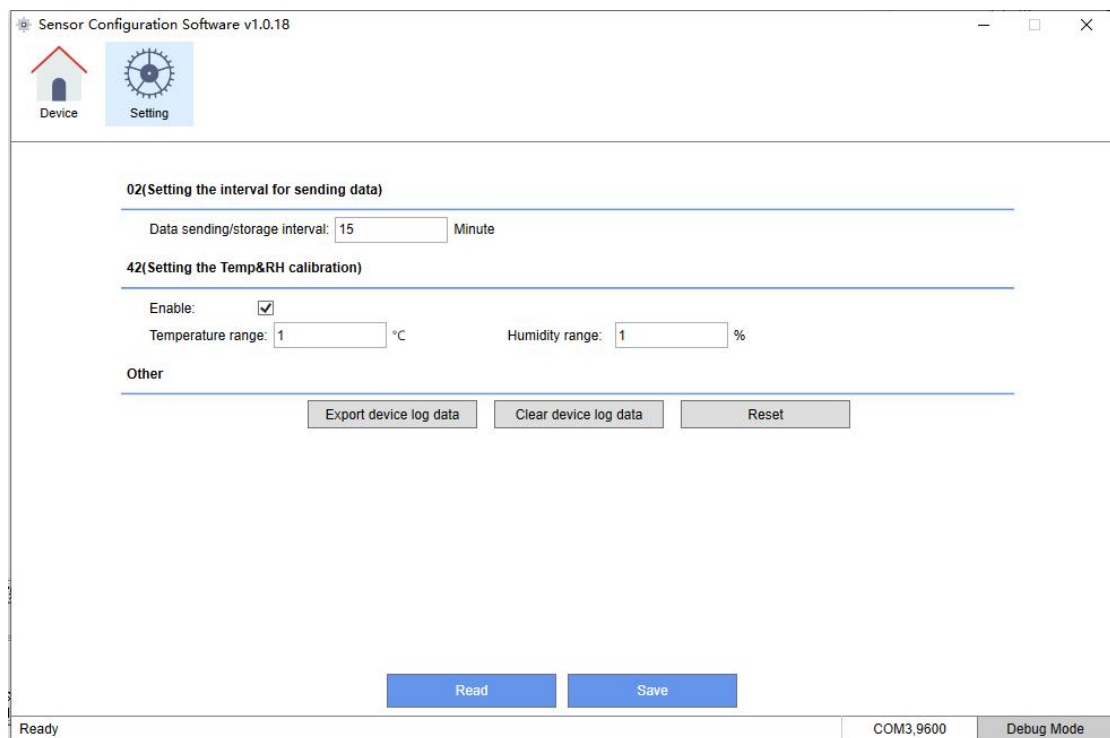 Sensor Configuration Software v1.0.18
Device
Setting
02(Setting the interval for sending data)
Data sending/storage interval: 15 Minute
42(Setting the Temp&RH calibration)
Enable:
Temperature range: 1 °C Humidity range: 1 %
Other
Export device log data Clear device log data Reset
Read Save
Ready COM3,9600 Debug Mode